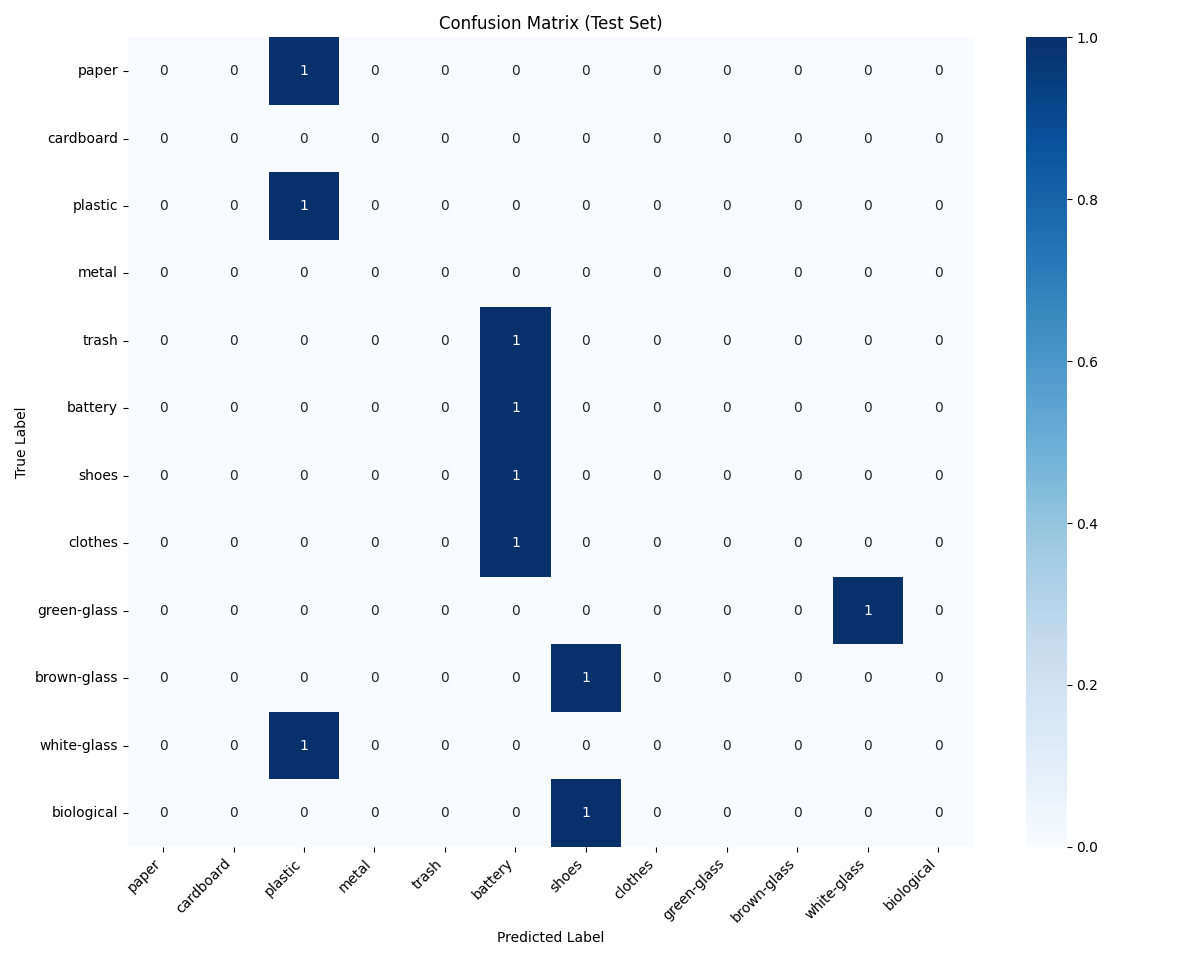 Confusion Matrix (Test Set)
True Label
paper 0 0 1 0 0 0 0 0 0 0 0 0
cardboard 0 0 0 0 0 0 0 0 0 0 0 0
plastic 0 0 1 0 0 0 0 0 0 0 0 0
metal 0 0 0 0 0 0 0 0 0 0 0 0
trash 0 0 0 0 0 1 0 0 0 0 0 0
battery 0 0 0 0 0 1 0 0 0 0 0 0
shoes 0 0 0 0 0 1 0 0 0 0 0 0
clothes 0 0 0 0 0 1 0 0 0 0 0 0
green-glass 0 0 0 0 0 0 0 0 0 0 1 0
brown-glass 0 0 0 0 0 0 1 0 0 0 0 0
white-glass 0 0 1 0 0 0 0 0 0 0 0 0
biological 0 0 0 0 0 0 1 0 0 0 0 0
paper cardboard plastic metal trash battery shoes clothes green-glass brown-glass white-glass biological
Predicted Label
1.0
0.8
0.6
0.4
0.2
0.0